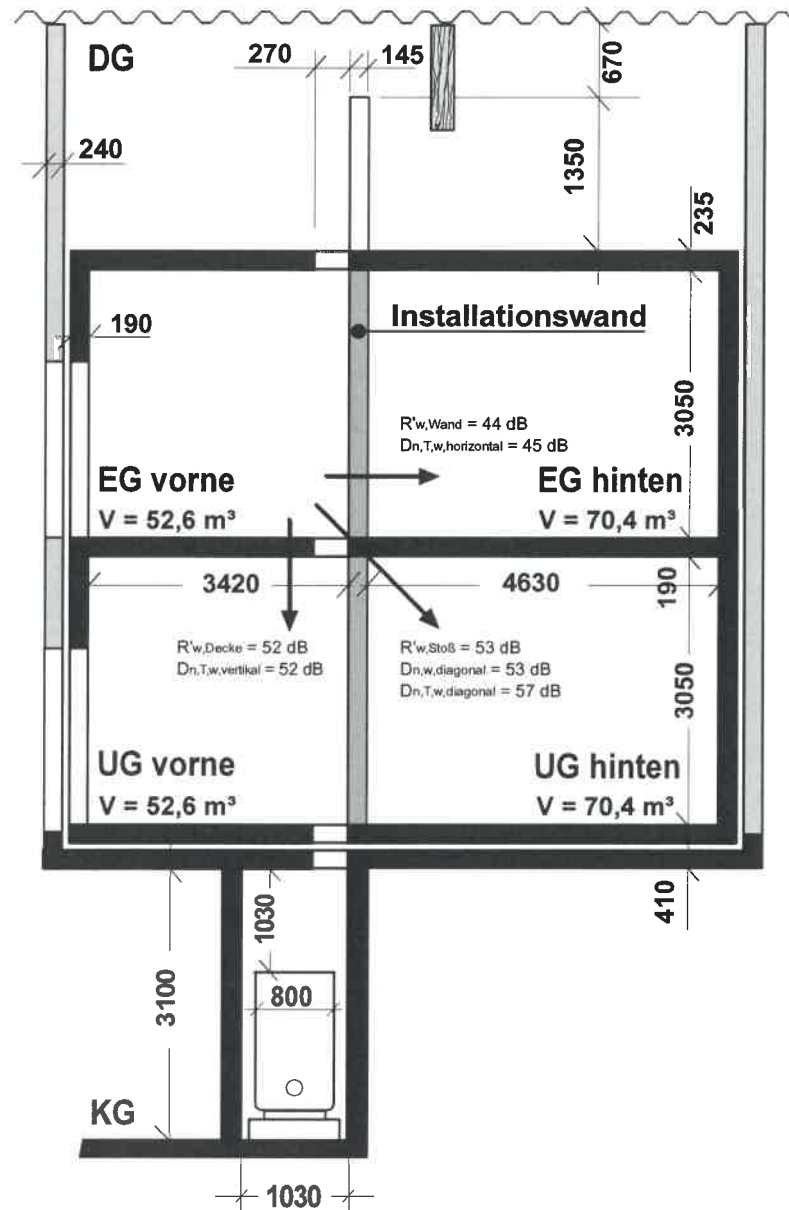 DG
270
145
670
240
1350
235
190
Installationswand
R'w,Wand = 44 dB
Dn,T,w,horizontal = 45 dB
3050
EG vorne
V = 52,6 m³
EG hinten
V = 70,4 m³
3420
4630
190
R'w,Decke = 52 dB
Dn,T,w,vertikal = 52 dB
R'w,Stoß = 53 dB
Dn,w,diagonal = 53 dB
Dn,T,w,diagonal = 57 dB
3050
UG vorne
V = 52,6 m³
UG hinten
V = 70,4 m³
410
1030
3100
800
KG
1030